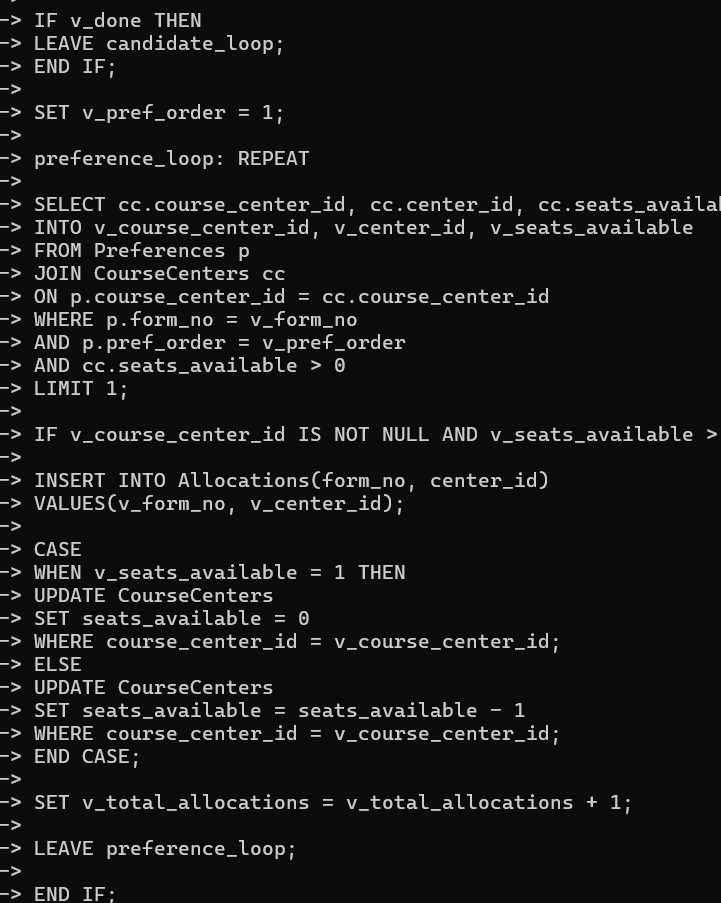 ->
-> IF v_done THEN
-> LEAVE candidate_loop;
-> END IF;
->
-> SET v_pref_order = 1;
->
-> preference_loop: REPEAT
->
-> SELECT cc.course_center_id, cc.center_id, cc.seats_availa
-> INTO v_course_center_id, v_center_id, v_seats_available
-> FROM Preferences p
-> JOIN CourseCenters cc
-> ON p.course_center_id = cc.course_center_id
-> WHERE p.form_no = v_form_no
-> AND p.pref_order = v_pref_order
-> AND cc.seats_available > 0
-> LIMIT 1;
->
-> IF v_course_center_id IS NOT NULL AND v_seats_available >
->
-> INSERT INTO Allocations(form_no, center_id)
-> VALUES(v_form_no, v_center_id);
->
-> CASE
-> WHEN v_seats_available = 1 THEN
-> UPDATE CourseCenters
-> SET seats_available = 0
-> WHERE course_center_id = v_course_center_id;
-> ELSE
-> UPDATE CourseCenters
-> SET seats_available = seats_available - 1
-> WHERE course_center_id = v_course_center_id;
-> END CASE;
->
-> SET v_total_allocations = v_total_allocations + 1;
->
-> LEAVE preference_loop;
->
-> END IF;